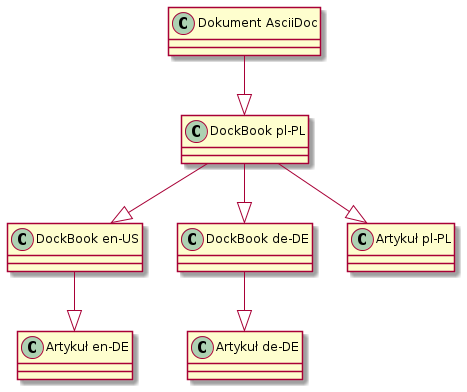 C Dokument AsciiDoc
C DockBook pl-PL
C DockBook en-US
C DockBook de-DE
C Artykuł pl-PL
C Artykuł en-DE
C Artykuł de-DE